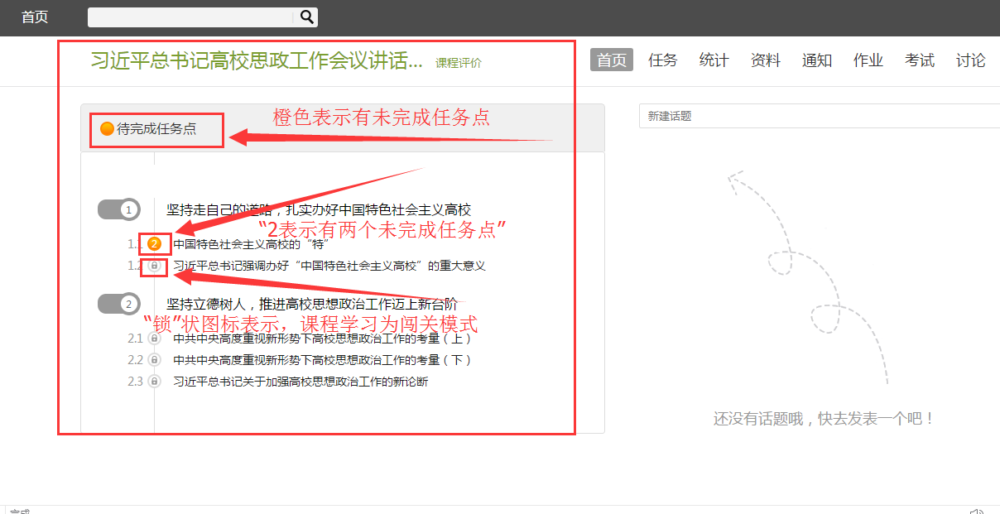 首页
习近平总书记高校思政工作会议讲话... 课程评价
首页 任务 统计 资料 通知 作业 考试 讨论
橙色表示有未完成任务点
待完成任务点
新建话题
1 坚持走自己的道路，扎实办好中国特色社会主义高校
“2表示有两个未完成任务点”
1.1 2 中国特色社会主义高校的“特”
1.2 习近平总书记强调办好“中国特色社会主义高校”的重大意义
2 坚持立德树人，推进高校思想政治工作迈上新台阶
“锁”状图标表示，课程学习为闯关模式
2.1 中共中央高度重视新形势下高校思想政治工作的考量（上）
2.2 中共中央高度重视新形势下高校思想政治工作的考量（下）
2.3 习近平总书记关于加强高校思想政治工作的新论断
还没有话题哦，快去发表一个吧！
完成